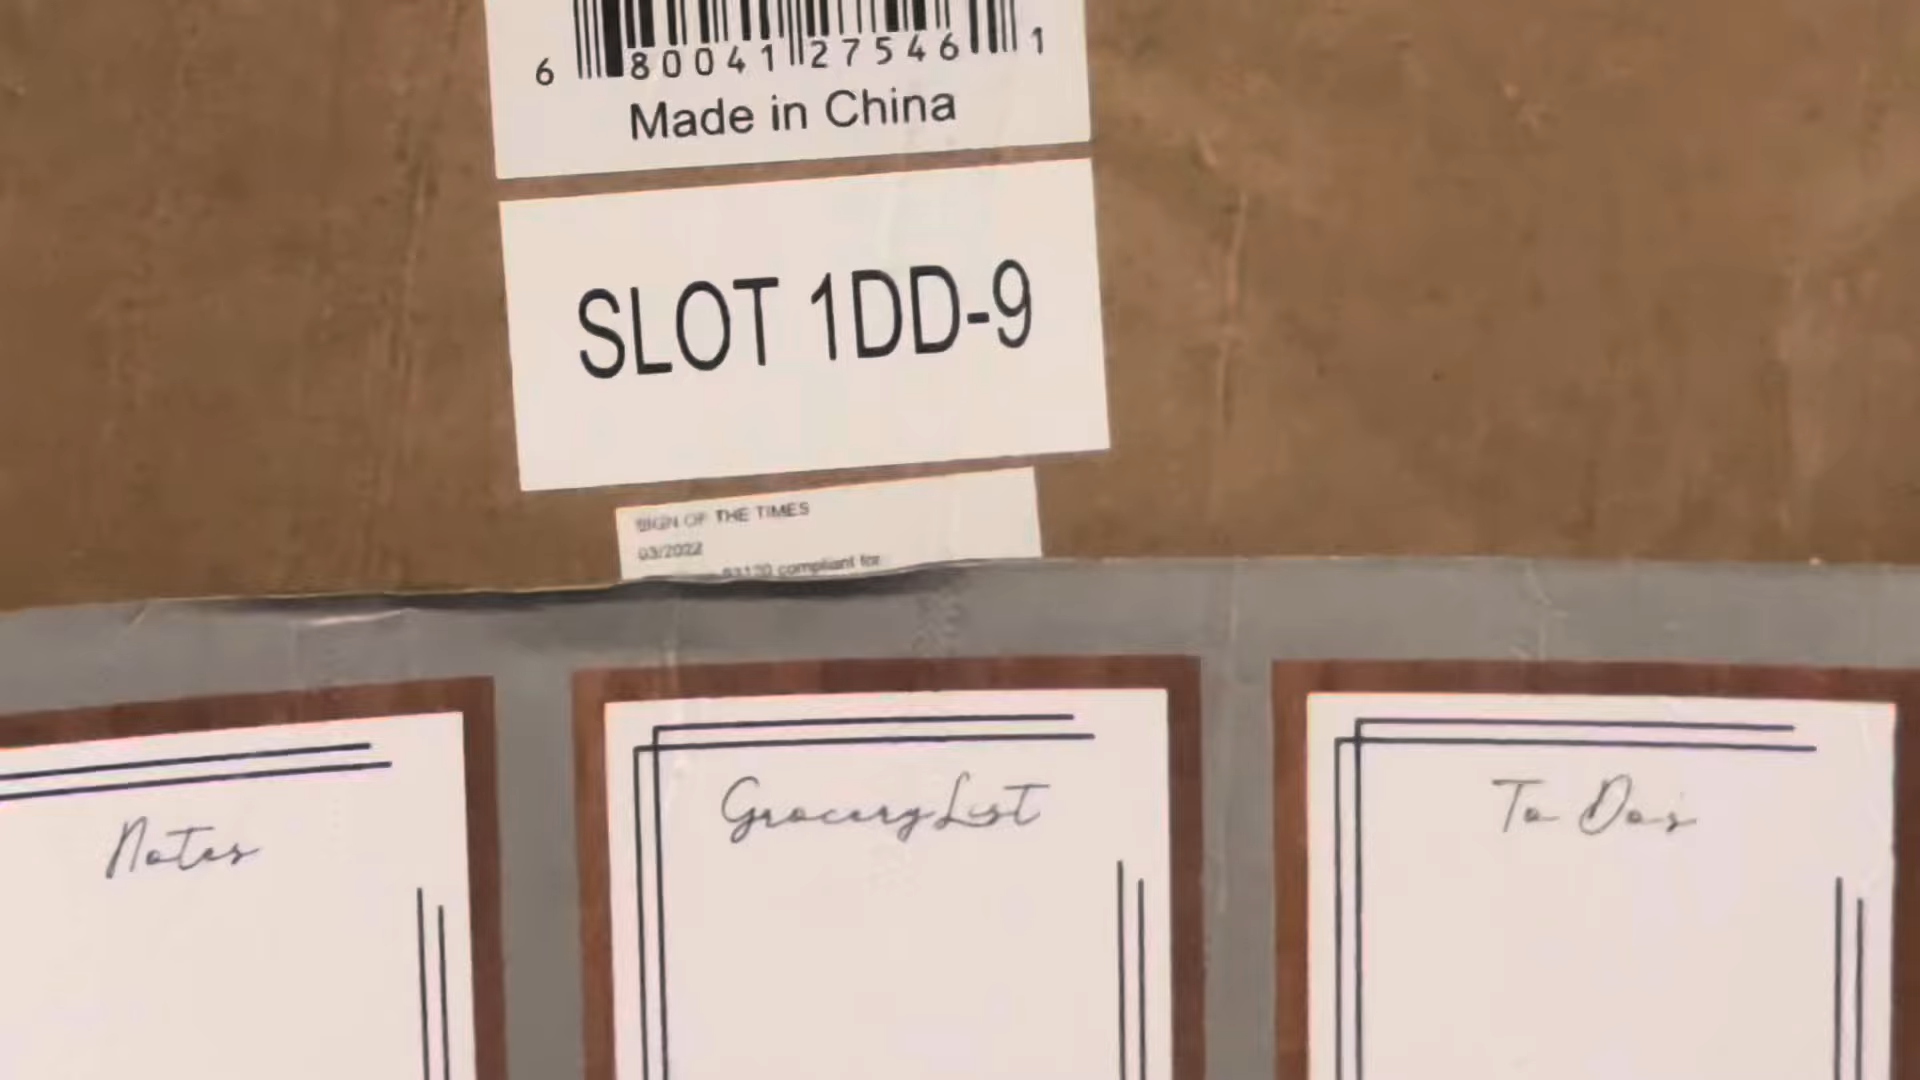 6 80041 27546 1
Made in China
SLOT 1DD-9
SIGN OF THE TIMES
03/2022
93120 compliant for
Notes
Grocery List
To Do's